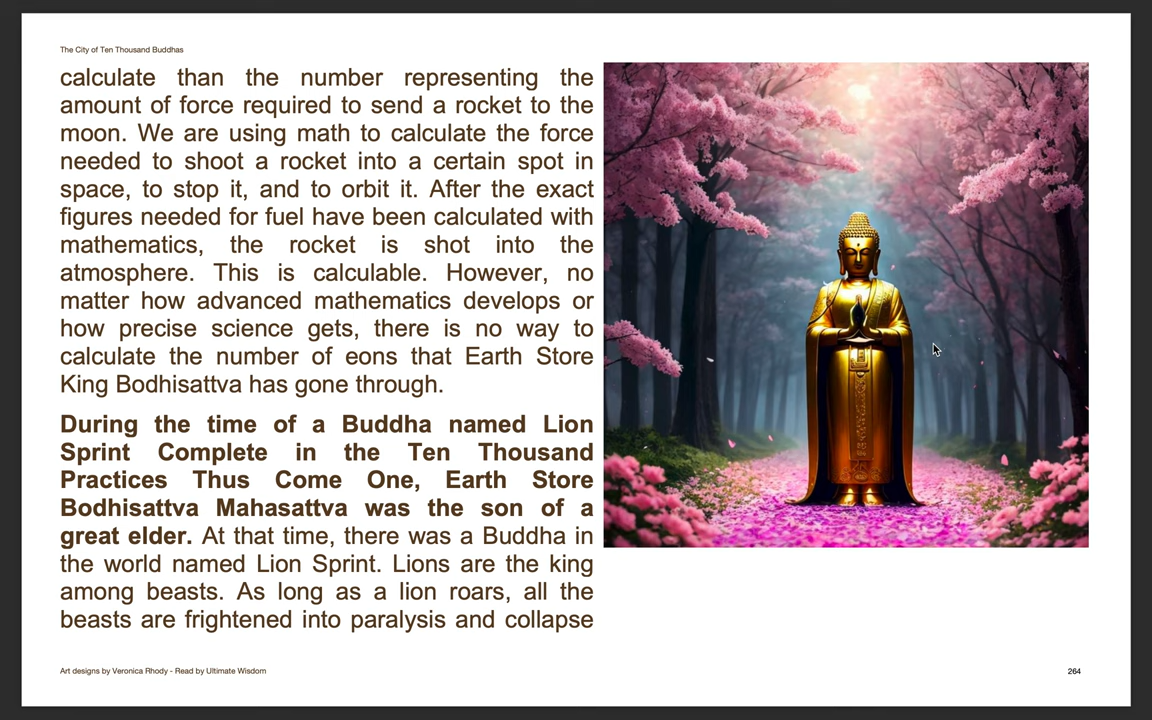 The City of Ten Thousand Buddhas
calculate than the number representing the
amount of force required to send a rocket to the
moon. We are using math to calculate the force
needed to shoot a rocket into a certain spot in
space, to stop it, and to orbit it. After the exact
figures needed for fuel have been calculated with
mathematics, the rocket is shot into the
atmosphere. This is calculable. However, no
matter how advanced mathematics develops or
how precise science gets, there is no way to
calculate the number of eons that Earth Store
King Bodhisattva has gone through.
During the time of a Buddha named Lion
Sprint Complete in the Ten Thousand
Practices Thus Come One, Earth Store
Bodhisattva Mahasattva was the son of a
great elder. At that time, there was a Buddha in
the world named Lion Sprint. Lions are the king
among beasts. As long as a lion roars, all the
beasts are frightened into paralysis and collapse
Art designs by Veronica Rhody - Read by Ultimate Wisdom
264